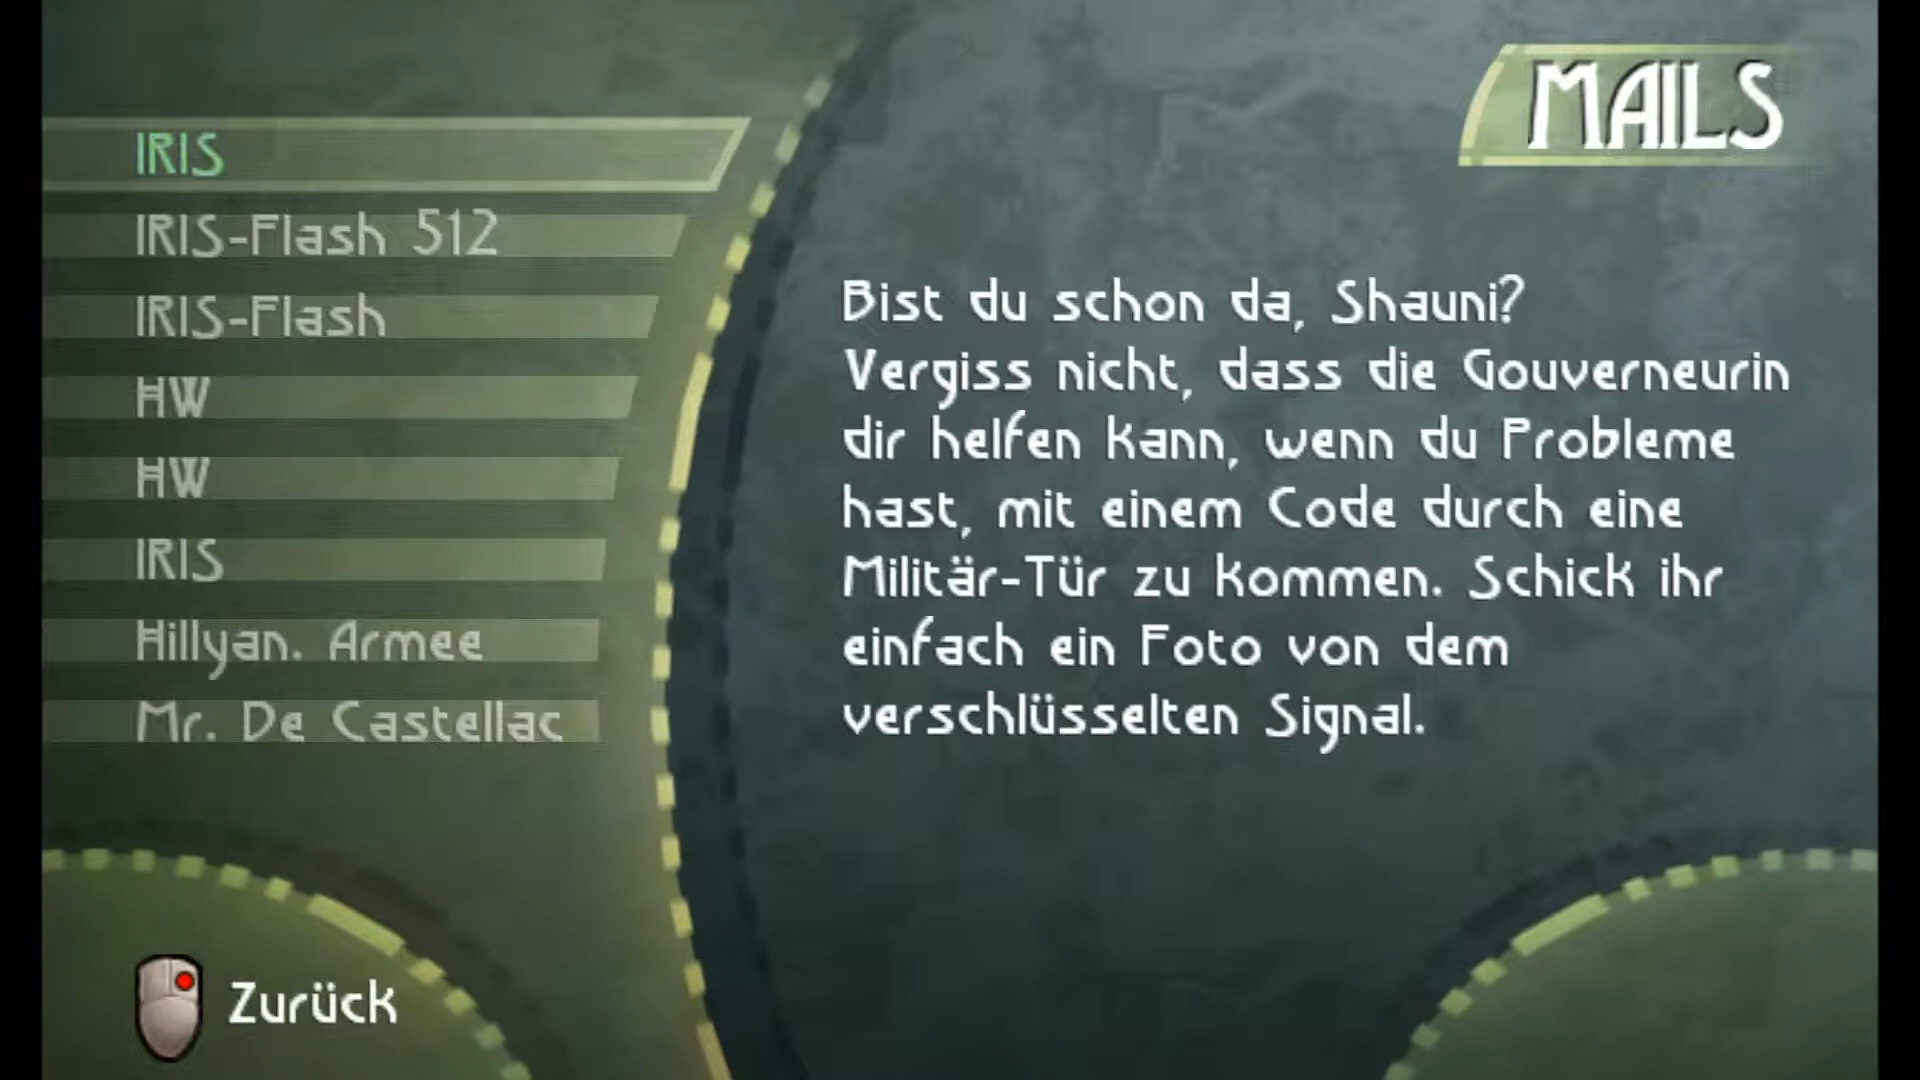 MAILS
IRIS
IRIS-Flash 512
IRIS-Flash
HW
HW
IRIS
Hillyan. Armee
Mr. De Castellac
Bist du schon da, Shauni?
Vergiss nicht, dass die Gouverneurin
dir helfen kann, wenn du Probleme
hast, mit einem Code durch eine
Militär-Tür zu kommen. Schick ihr
einfach ein Foto von dem
verschlüsselten Signal.
Zurück